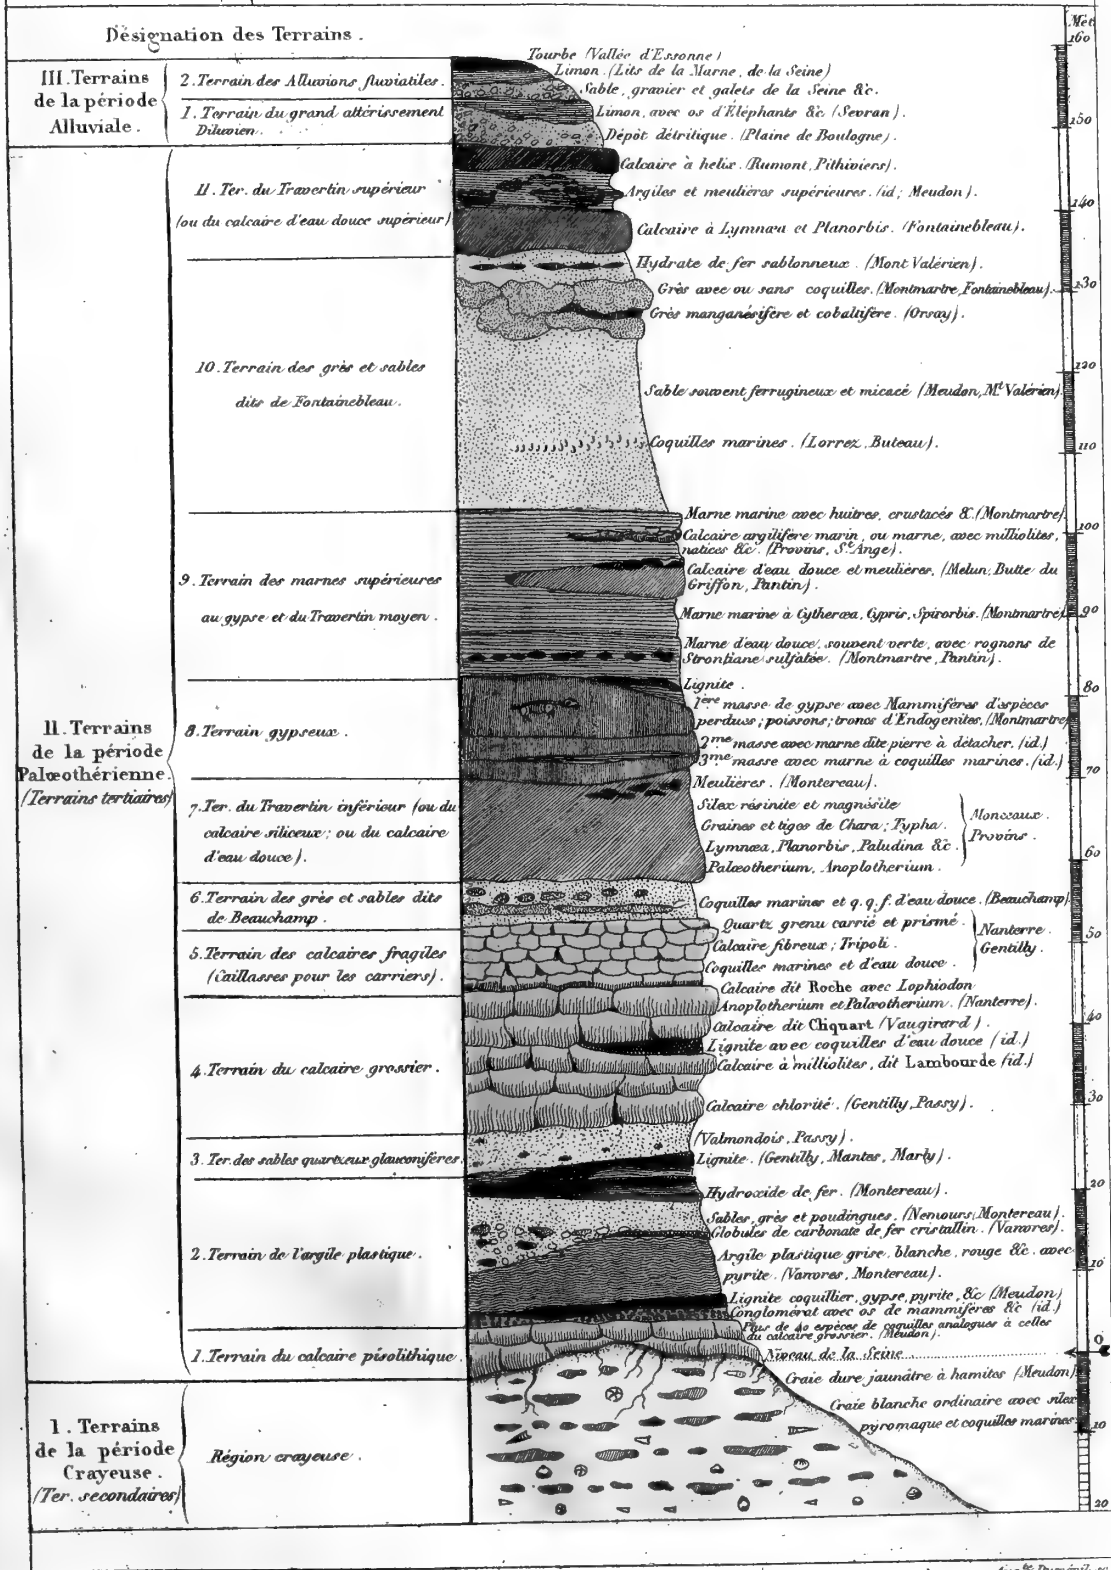 Désignation des Terrains.
Mèt
160
III. Terrains
de la période
Alluviale.
2. Terrain des Alluvions fluviatiles.
1. Terrain du grand attérissement
Diluvien.
Tourbe (Vallée d'Essonne)
Limon. (Lits de la Marne, de la Seine)
Sable, gravier et galets de la Seine &c.
Limon, avec os d'Éléphants &c (Sevran).
Dépôt détritique. (Plaine de Boulogne).
150
II. Terrains
de la période
Palæothérienne.
(Terrains tertiaires)
11. Ter. du Travertin supérieur
(ou du calcaire d'eau douce supérieur)
Calcaire à helix. (Rumont, Pithiviers).
Argiles et meulières supérieures. (id; Meudon).
Calcaire à Lymnæa et Planorbis. (Fontainebleau).
140
10. Terrain des grès et sables
dits de Fontainebleau.
Hydrate de fer sablonneux. (Mont Valérien).
Grès avec ou sans coquilles. (Montmartre, Fontainebleau).
Grès manganésifère et cobaltifère. (Orsay).
Sable souvent ferrugineux et micacé (Meudon, Mt Valérien).
Coquilles marines. (Lorrez, Buteau).
130
120
110
9. Terrain des marnes supérieures
au gypse et du Travertin moyen.
Marne marine avec huitres, crustacés &. (Montmartre)
Calcaire argilifère marin, ou marne, avec milliolites,
natices &c. (Provins, Ste Ange).
Calcaire d'eau douce et meulières, (Melun, Butte du
Griffon, Pantin).
Marne marine à Cytheræa, Cypris, Spirorbis. (Montmartre)
Marne d'eau douce, souvent verte, avec rognons de
Strontiane sulfatée. (Montmartre, Pantin).
100
90
8. Terrain gypseux.
Lignite.
1ère masse de gypse avec Mammifères d'espèces
perdues; poissons; troncs d'Endogenites, (Montmartre)
2me masse avec marne dite pierre à détacher. (id.)
3me masse avec marne à coquilles marines. (id.)
80
70
7. Ter. du Travertin inférieur (ou du
calcaire siliceux; ou du calcaire
d'eau douce).
Meulières. (Montereau).
Silex résinite et magnésite
Graines et tiges de Chara; Typha.
Lymnæa, Planorbis, Paludina &c.
Palæotherium, Anoplotherium.
Monceaux.
Provins.
60
6. Terrain des grès et sables dits
de Beauchamp.
Coquilles marines et q.q.f. d'eau douce. (Beauchamp)
5. Terrain des calcaires fragiles
(Caillasses pour les carriers).
Quartz grenu carrié et prismé.
Calcaire fibreux; Tripoli.
Coquilles marines et d'eau douce.
Nanterre.
Gentilly.
50
4. Terrain du calcaire grossier.
Calcaire dit Roche avec Lophiodon
Anoplotherium et Palæotherium. (Nanterre).
Calcaire dit Cliquart (Vaugirard).
Lignite avec coquilles d'eau douce (id.)
Calcaire à milliolites, dit Lambourde (id.)
Calcaire chlorité. (Gentilly, Passy).
40
30
3. Ter. des sables quartzeux glauconifères.
(Valmondois, Passy).
Lignite. (Gentilly, Mantes, Marly).
20
2. Terrain de l'argile plastique.
Hydroxide de fer. (Montereau).
Sables, grès et poudingues. (Nemours, Montereau).
Globules de carbonate de fer cristallin. (Vanvres).
Argile plastique grise, blanche, rouge &c. avec
pyrite. (Vanvres, Montereau).
Lignite coquillier, gypse, pyrite, &c (Meudon)
Conglomérat avec os de mammifères &c (id.)
10
1. Terrain du calcaire pisolithique.
Plus de 40 espèces de coquilles analogues à celles
du calcaire grossier. (Meudon).
Niveau de la Seine
0
I. Terrains
de la période
Crayeuse.
(Ter. secondaires)
Région crayeuse.
Craie dure jaunâtre à hamites (Meudon)
Craie blanche ordinaire avec silex
pyromaque et coquilles marines
10
20